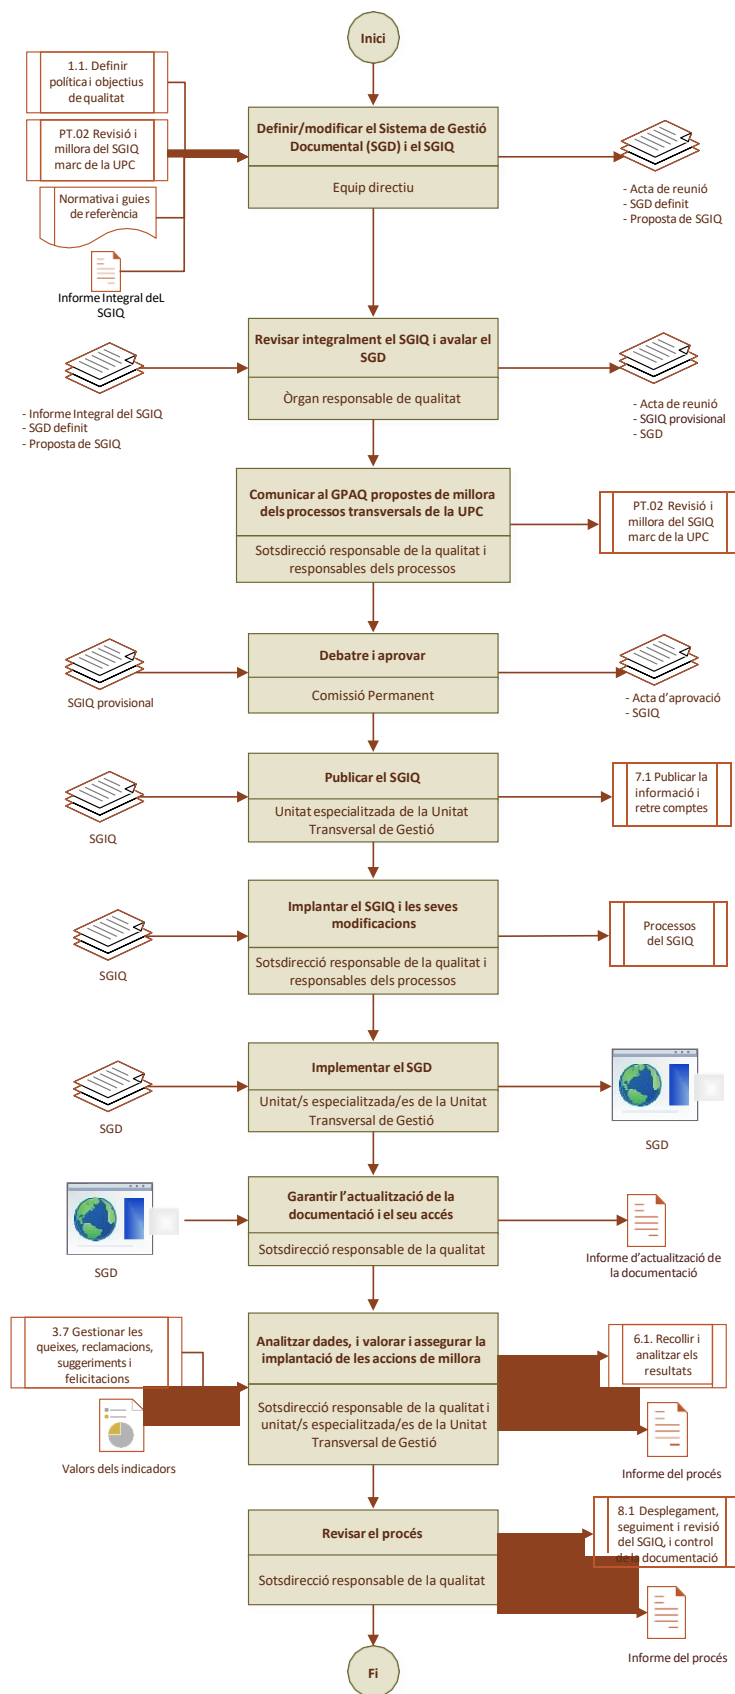 Inici
1.1. Definir
política i objectius
de qualitat
PT.02 Revisió i
millora del SGIQ
marc de la UPC
Normativa i guies
de referència
Informe Integral deL
SGIQ
Definir/modificar el Sistema de Gestió
Documental (SGD) i el SGIQ
Equip directiu
- Acta de reunió
- SGD definit
- Proposta de SGIQ
Revisar integralment el SGIQ i avalar el
SGD
Òrgan responsable de qualitat
- Informe Integral del SGIQ
- SGD definit
- Proposta de SGIQ
- Acta de reunió
- SGIQ provisional
- SGD
Comunicar al GPAQ propostes de millora
dels processos transversals de la UPC
Sotsdirecció responsable de la qualitat i
responsables dels processos
PT.02 Revisió i
millora del SGIQ
marc de la UPC
Debatre i aprovar
Comissió Permanent
SGIQ provisional
- Acta d'aprovació
- SGIQ
Publicar el SGIQ
Unitat especialitzada de la Unitat
Transversal de Gestió
SGIQ
7.1 Publicar la
informació i
retre comptes
Implantar el SGIQ i les seves
modificacions
Sotsdirecció responsable de la qualitat i
responsables dels processos
SGIQ
Processos
del SGIQ
Implementar el SGD
Unitat/s especialitzada/es de la Unitat
Transversal de Gestió
SGD
SGD
Garantir l'actualització de la
documentació i el seu accés
Sotsdirecció responsable de la qualitat
SGD
Informe d'actualització de
la documentació
3.7 Gestionar les
queixes, reclamacions,
suggeriments i
felicitacions
Valors dels indicadors
Analitzar dades, i valorar i assegurar la
implantació de les accions de millora
Sotsdirecció responsable de la qualitat i
unitat/s especialitzada/es de la Unitat
Transversal de Gestió
6.1. Recollir i
analitzar els
resultats
Informe del procés
Revisar el procés
Sotsdirecció responsable de la qualitat
8.1 Desplegament,
seguiment i revisió
del SGIQ, i control
de la documentació
Informe del procés
Fi